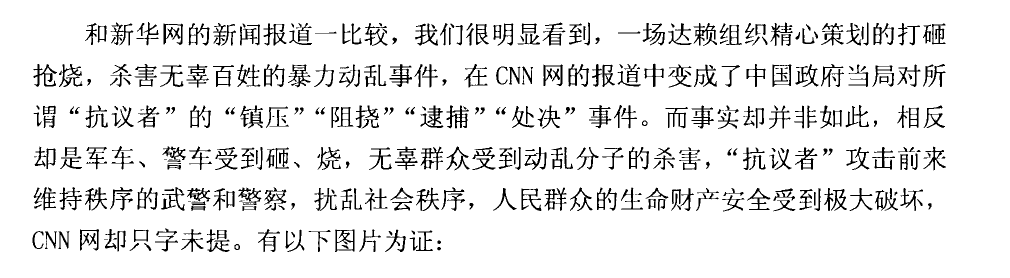 和新华网的新闻报道一比较，我们很明显看到，一场达赖组织精心策划的打砸
抢烧，杀害无辜百姓的暴力动乱事件，在 CNN 网的报道中变成了中国政府当局对所
谓“抗议者”的“镇压”“阻挠”“逮捕”“处决”事件。而事实却并非如此，相反
却是军车、警车受到砸、烧，无辜群众受到动乱分子的杀害，“抗议者”攻击前来
维持秩序的武警和警察，扰乱社会秩序，人民群众的生命财产安全受到极大破坏，
CNN 网却只字未提。有以下图片为证：